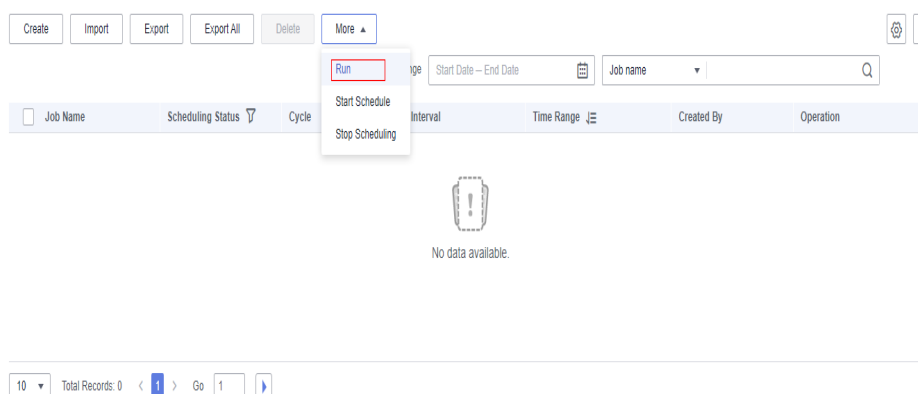 Create Import Export Export All Delete More
Run nge Start Date – End Date Job name
Start Schedule
Job Name Scheduling Status Cycle Interval Time Range Created By Operation
Stop Scheduling
No data available.
10 Total Records: 0 < 1 > Go 1